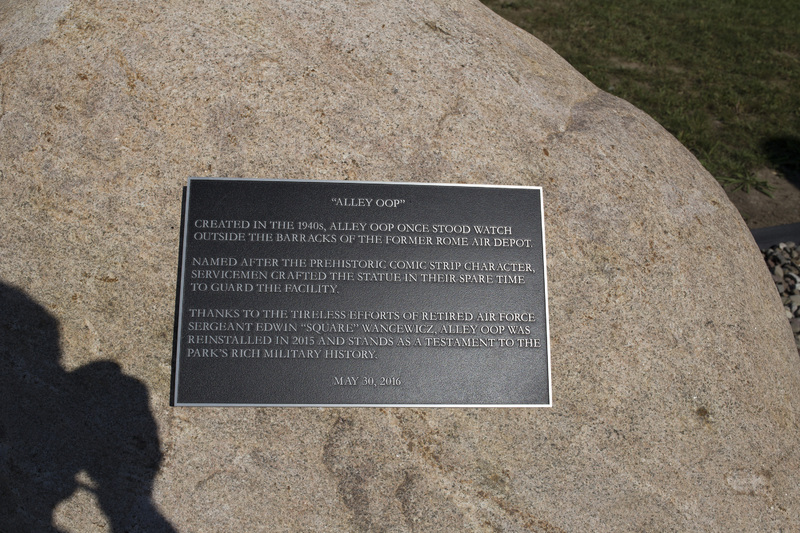 "ALLEY OOP"
CREATED IN THE 1940s, ALLEY OOP ONCE STOOD WATCH
OUTSIDE THE BARRACKS OF THE FORMER ROME AIR DEPOT.
NAMED AFTER THE PREHISTORIC COMIC STRIP CHARACTER,
SERVICEMEN CRAFTED THE STATUE IN THEIR SPARE TIME
TO GUARD THE FACILITY.
THANKS TO THE TIRELESS EFFORTS OF RETIRED AIR FORCE
SERGEANT EDWIN "SQUARE" WANCEWICZ, ALLEY OOP WAS
REINSTALLED IN 2015 AND STANDS AS A TESTAMENT TO THE
PARK'S RICH MILITARY HISTORY.
MAY 30, 2016